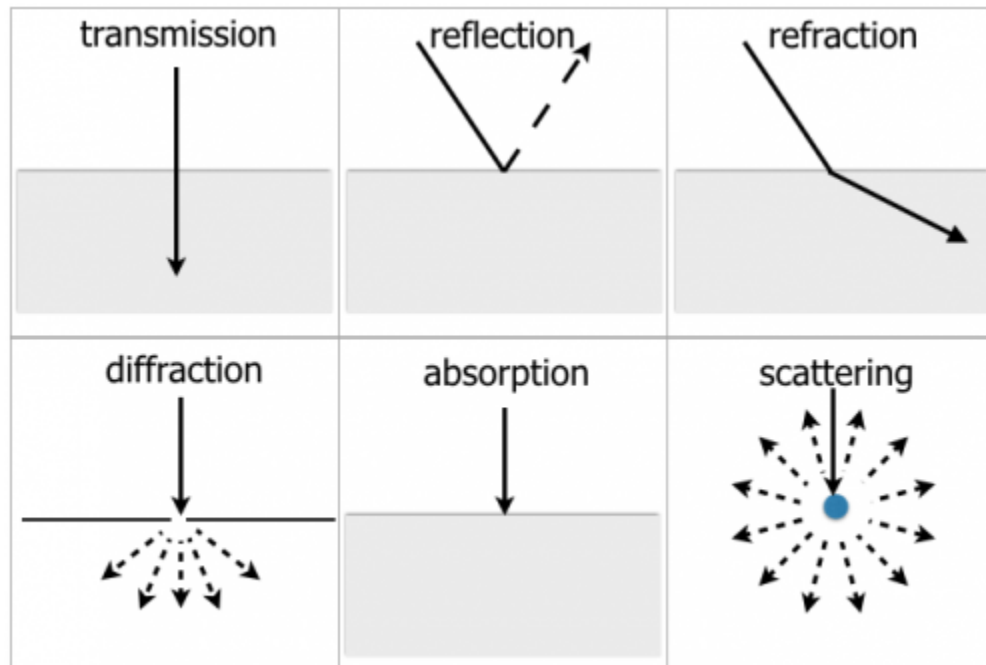 transmission
reflection
refraction
diffraction
absorption
scattering